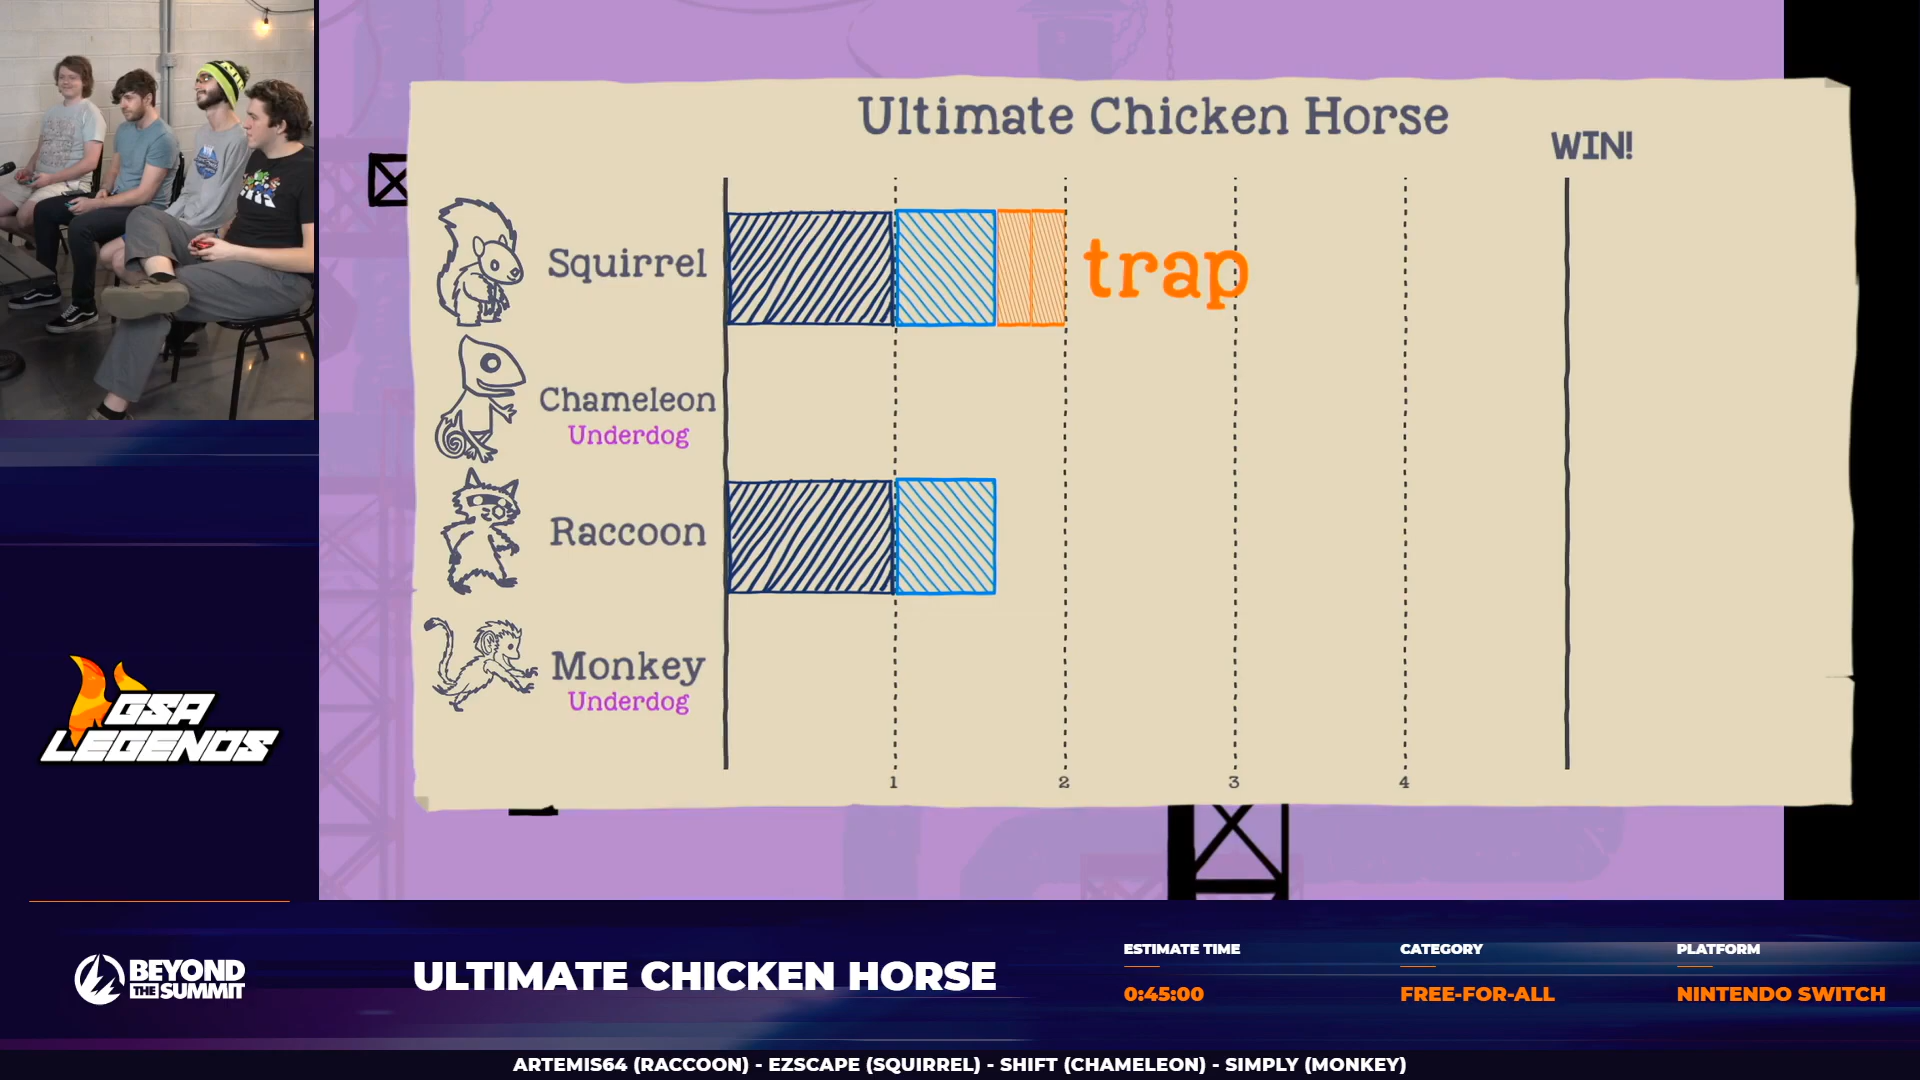 Ultimate Chicken Horse
WIN!
Squirrel
trap
Chameleon
Underdog
Raccoon
Monkey
Underdog
1 2 3 4
GSA
LEGENDS
BEYOND
THE SUMMIT
ULTIMATE CHICKEN HORSE
ESTIMATE TIME
0:45:00
CATEGORY
FREE-FOR-ALL
PLATFORM
NINTENDO SWITCH
ARTEMIS64 (RACCOON) - EZSCAPE (SQUIRREL) - SHIFT (CHAMELEON) - SIMPLY (MONKEY)